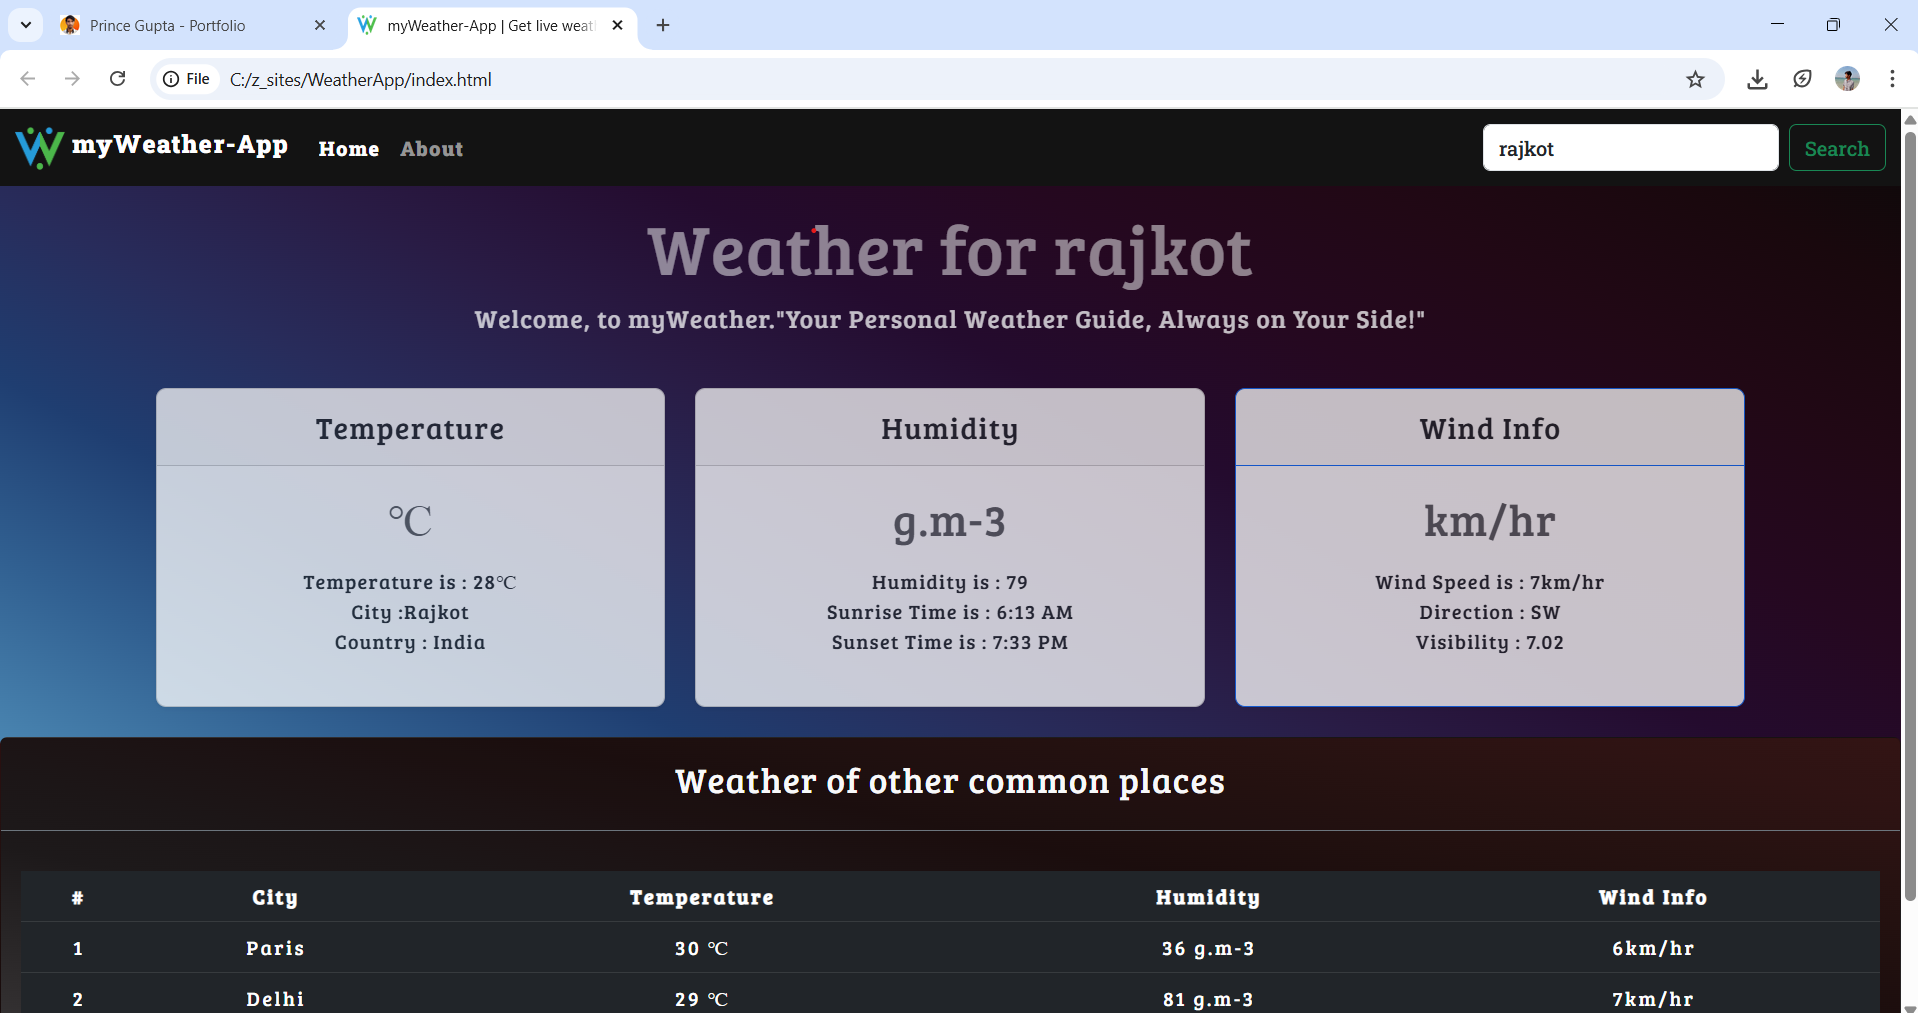 Prince Gupta - Portfolio
myWeather-App | Get live weat
File C:/z_sites/WeatherApp/index.html
myWeather-App Home About rajkot Search
Weather for rajkot
Welcome, to myWeather."Your Personal Weather Guide, Always on Your Side!"
Temperature
℃
Temperature is : 28℃
City :Rajkot
Country : India
Humidity
g.m-3
Humidity is : 79
Sunrise Time is : 6:13 AM
Sunset Time is : 7:33 PM
Wind Info
km/hr
Wind Speed is : 7km/hr
Direction : SW
Visibility : 7.02
Weather of other common places
# City Temperature Humidity Wind Info
1 Paris 30 ℃ 36 g.m-3 6km/hr
2 Delhi 29 ℃ 81 g.m-3 7km/hr